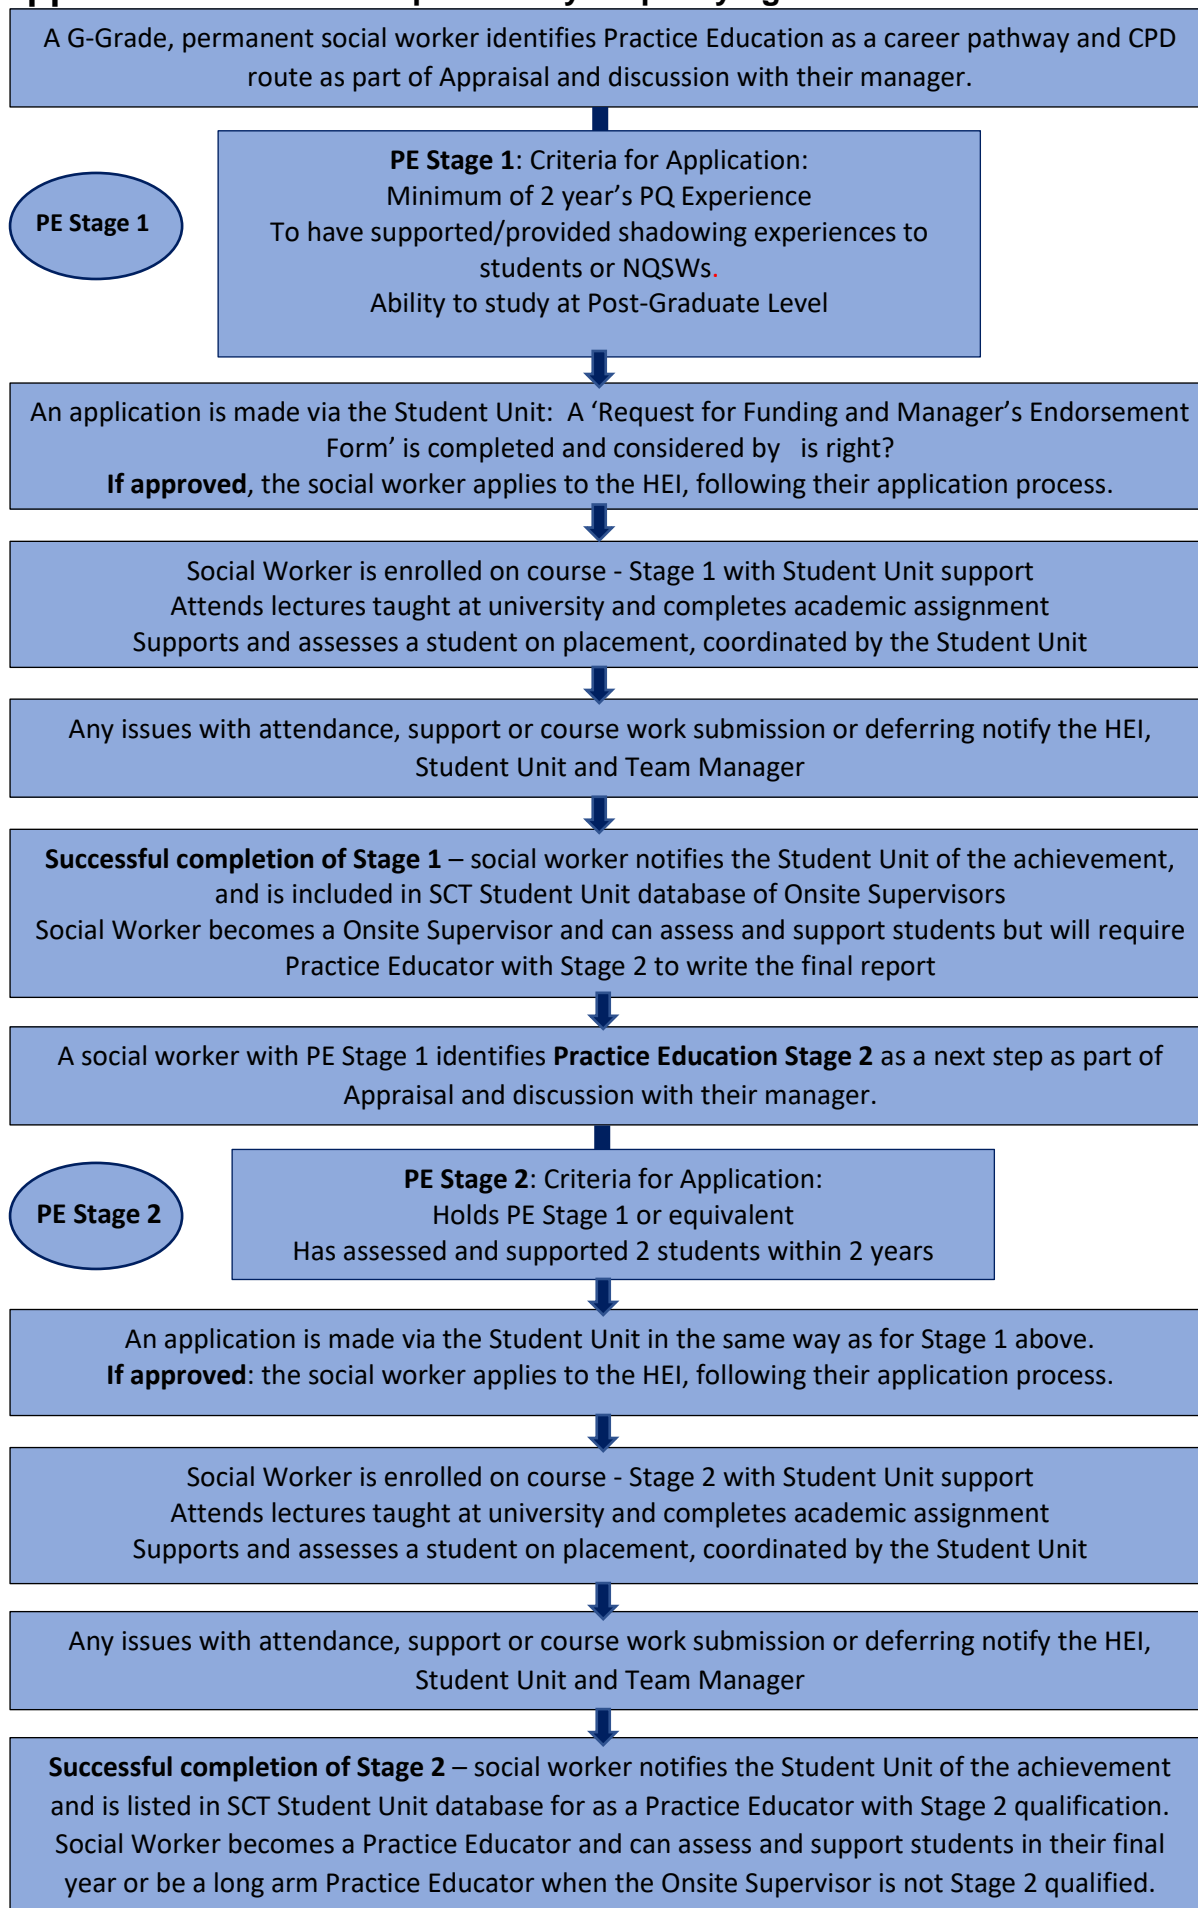 A G-Grade, permanent social worker identifies Practice Education as a career pathway and CPD
route as part of Appraisal and discussion with their manager.
PE Stage 1
PE Stage 1: Criteria for Application:
Minimum of 2 year's PQ Experience
To have supported/provided shadowing experiences to
students or NQSWs.
Ability to study at Post-Graduate Level
An application is made via the Student Unit:  A ‘Request for Funding and Manager's Endorsement
Form’ is completed and considered by   is right?
If approved, the social worker applies to the HEI, following their application process.
Social Worker is enrolled on course - Stage 1 with Student Unit support
Attends lectures taught at university and completes academic assignment
Supports and assesses a student on placement, coordinated by the Student Unit
Any issues with attendance, support or course work submission or deferring notify the HEI,
Student Unit and Team Manager
Successful completion of Stage 1 – social worker notifies the Student Unit of the achievement,
and is included in SCT Student Unit database of Onsite Supervisors
Social Worker becomes a Onsite Supervisor and can assess and support students but will require
Practice Educator with Stage 2 to write the final report
A social worker with PE Stage 1 identifies Practice Education Stage 2 as a next step as part of
Appraisal and discussion with their manager.
PE Stage 2
PE Stage 2: Criteria for Application:
Holds PE Stage 1 or equivalent
Has assessed and supported 2 students within 2 years
An application is made via the Student Unit in the same way as for Stage 1 above.
If approved: the social worker applies to the HEI, following their application process.
Social Worker is enrolled on course - Stage 2 with Student Unit support
Attends lectures taught at university and completes academic assignment
Supports and assesses a student on placement, coordinated by the Student Unit
Any issues with attendance, support or course work submission or deferring notify the HEI,
Student Unit and Team Manager
Successful completion of Stage 2 – social worker notifies the Student Unit of the achievement
and is listed in SCT Student Unit database for as a Practice Educator with Stage 2 qualification.
Social Worker becomes a Practice Educator and can assess and support students in their final
year or be a long arm Practice Educator when the Onsite Supervisor is not Stage 2 qualified.